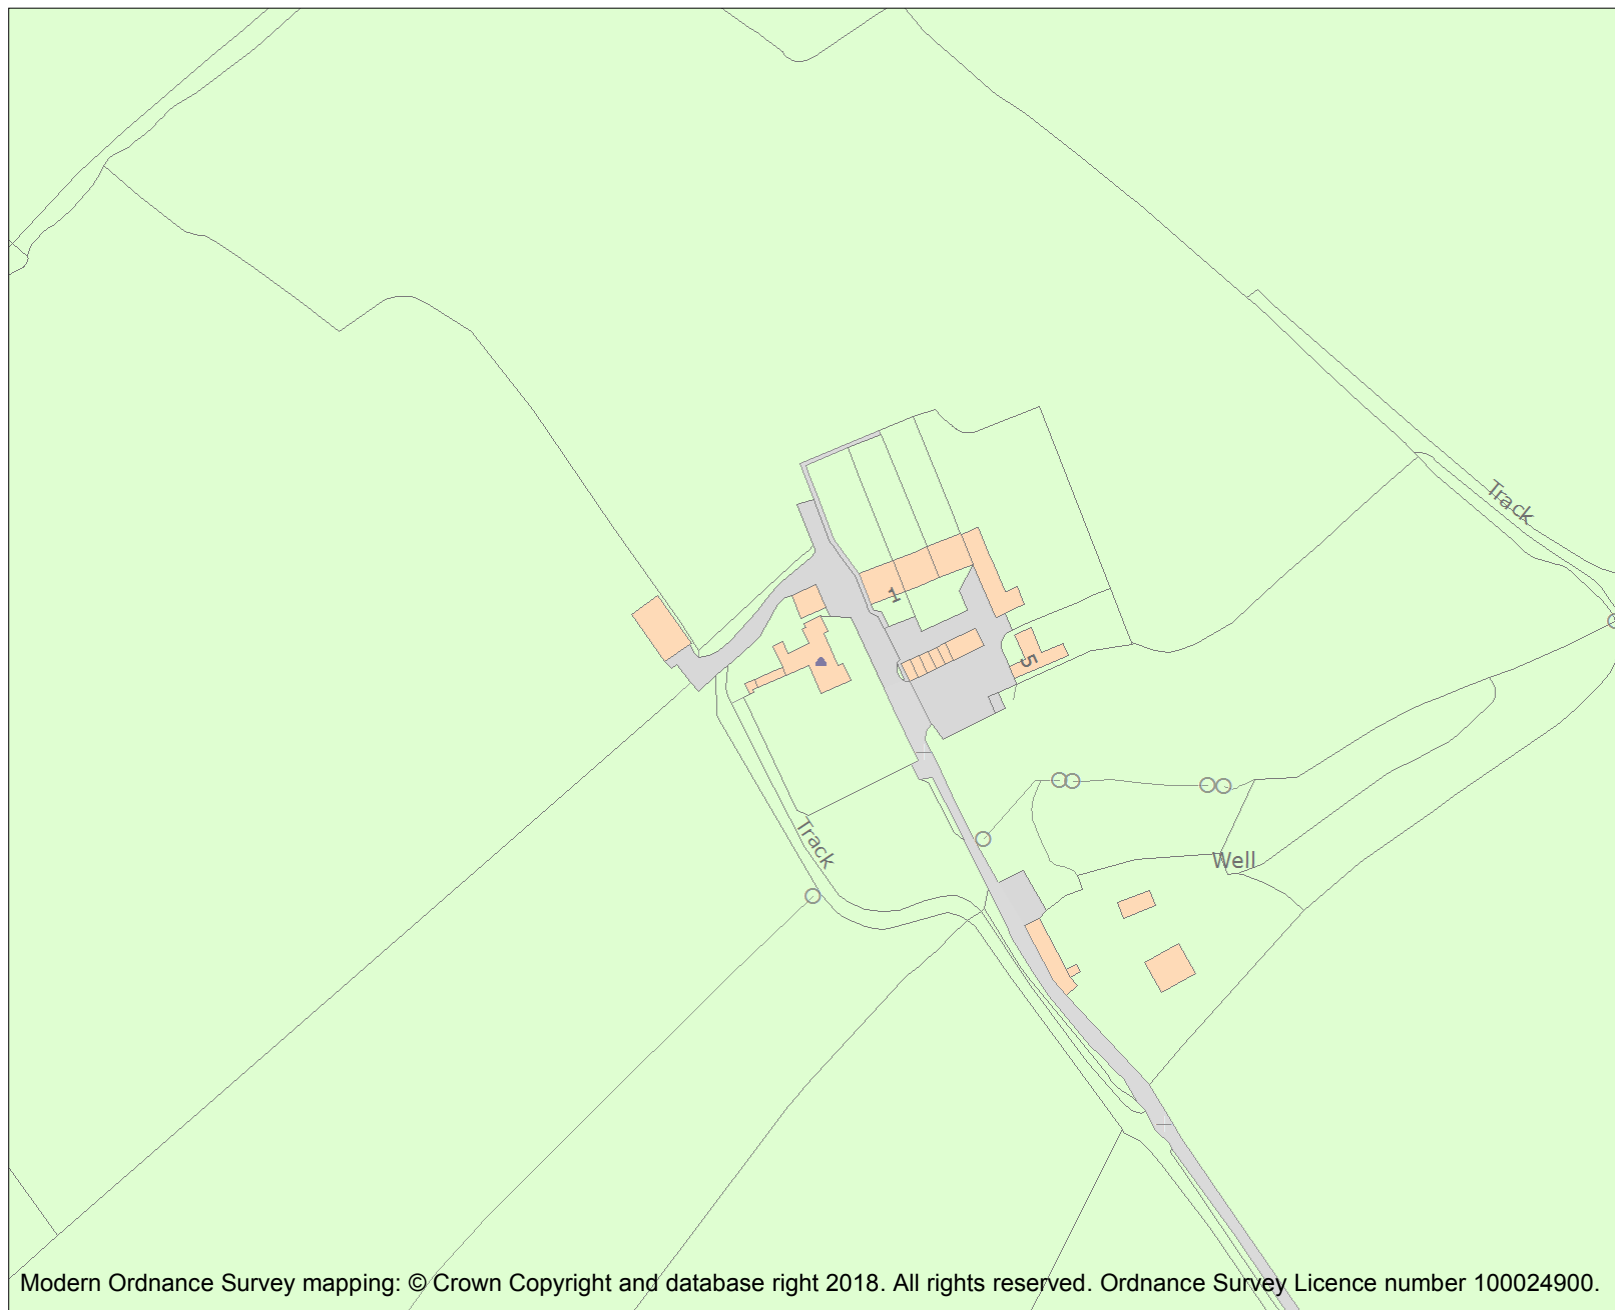 Track
1
5
Track
Well
Modern Ordnance Survey mapping: © Crown Copyright and database right 2018. All rights reserved. Ordnance Survey Licence number 100024900.